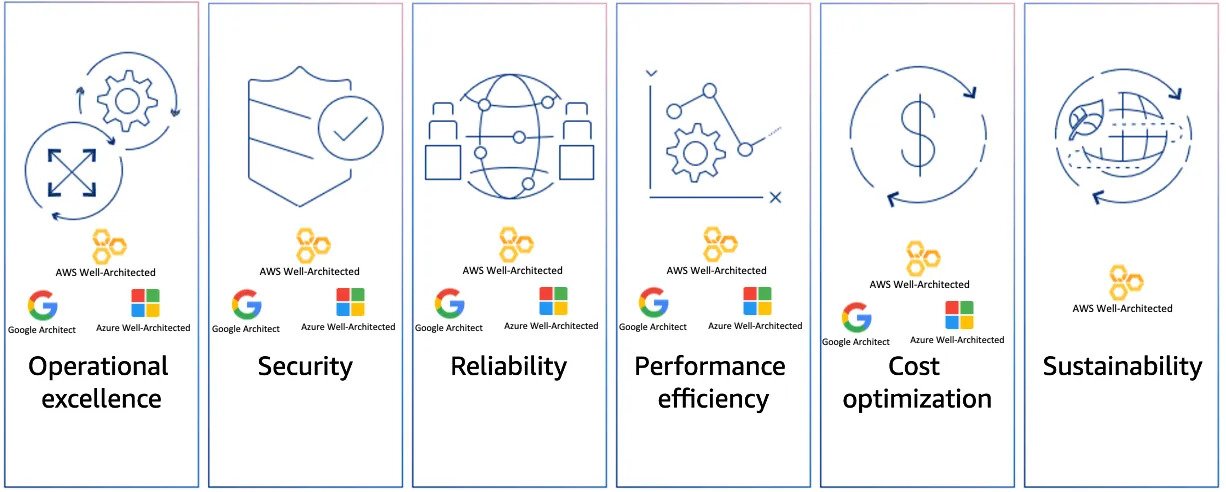 AWS Well-Architected
Google Architect
Azure Well-Architected
Operational
excellence
AWS Well-Architected
Google Architect
Azure Well-Architected
Security
AWS Well-Architected
Google Architect
Azure Well-Architected
Reliability
AWS Well-Architected
Google Architect
Azure Well-Architected
Performance
efficiency
AWS Well-Architected
Google Architect
Azure Well-Architected
Cost
optimization
AWS Well-Architected
Sustainability